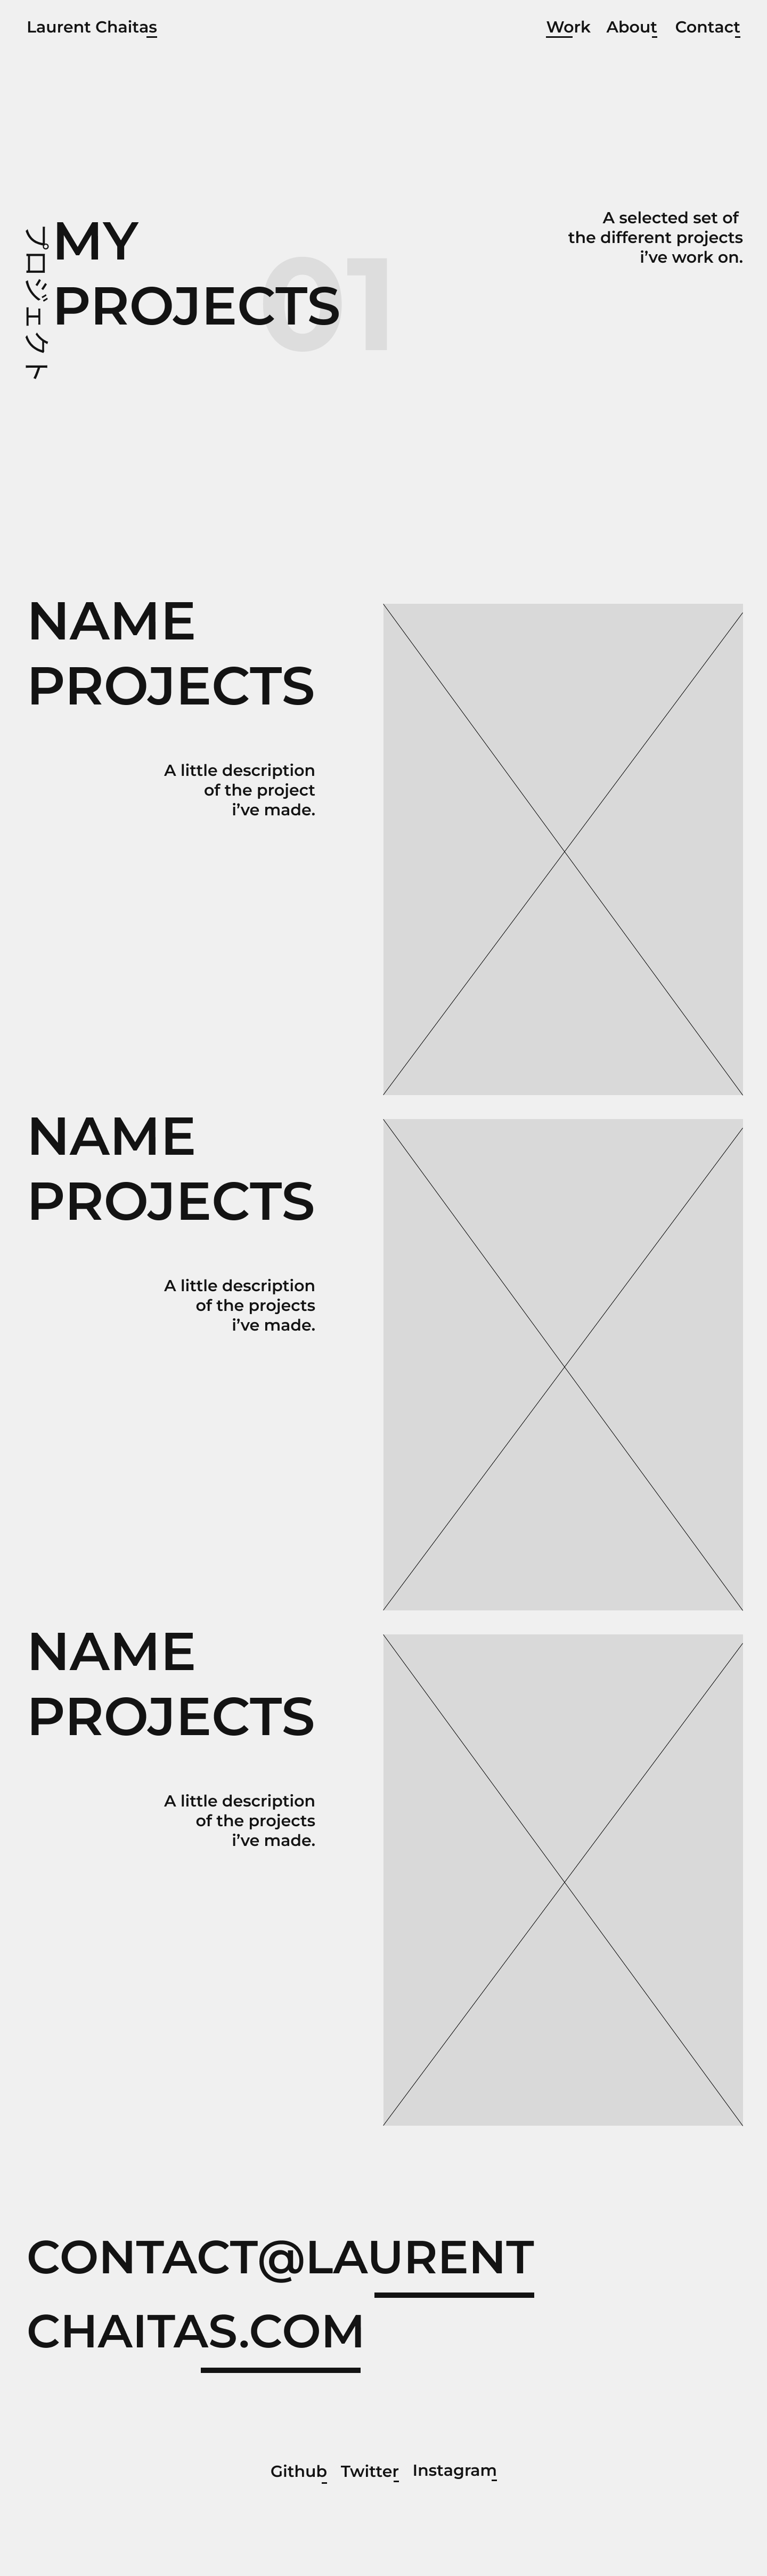 Laurent Chaitas
Work About Contact
プロジェクト
MY
PROJECTS
01
A selected set of
the different projects
i’ve work on.
NAME
PROJECTS
A little description
of the project
i’ve made.
NAME
PROJECTS
A little description
of the projects
i’ve made.
NAME
PROJECTS
A little description
of the projects
i’ve made.
CONTACT@LAURENT
CHAITAS.COM
Github Twitter Instagram